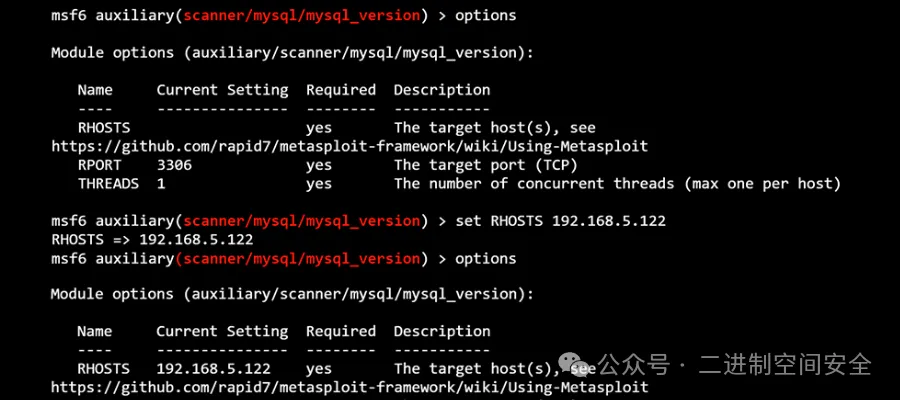 msf6 auxiliary(scanner/mysql/mysql_version) > options
Module options (auxiliary/scanner/mysql/mysql_version):
Name Current Setting Required Description
---- --------------- -------- -----------
RHOSTS yes The target host(s), see
https://github.com/rapid7/metasploit-framework/wiki/Using-Metasploit
RPORT 3306 yes The target port (TCP)
THREADS 1 yes The number of concurrent threads (max one per host)
msf6 auxiliary(scanner/mysql/mysql_version) > set RHOSTS 192.168.5.122
RHOSTS => 192.168.5.122
msf6 auxiliary(scanner/mysql/mysql_version) > options
Module options (auxiliary/scanner/mysql/mysql_version):
Name Current Setting Required Description
---- --------------- -------- -----------
RHOSTS 192.168.5.122 yes The target host(s), see
公众号 · 二进制空间安全
https://github.com/rapid7/metasploit-framework/wiki/Using-Metasploit